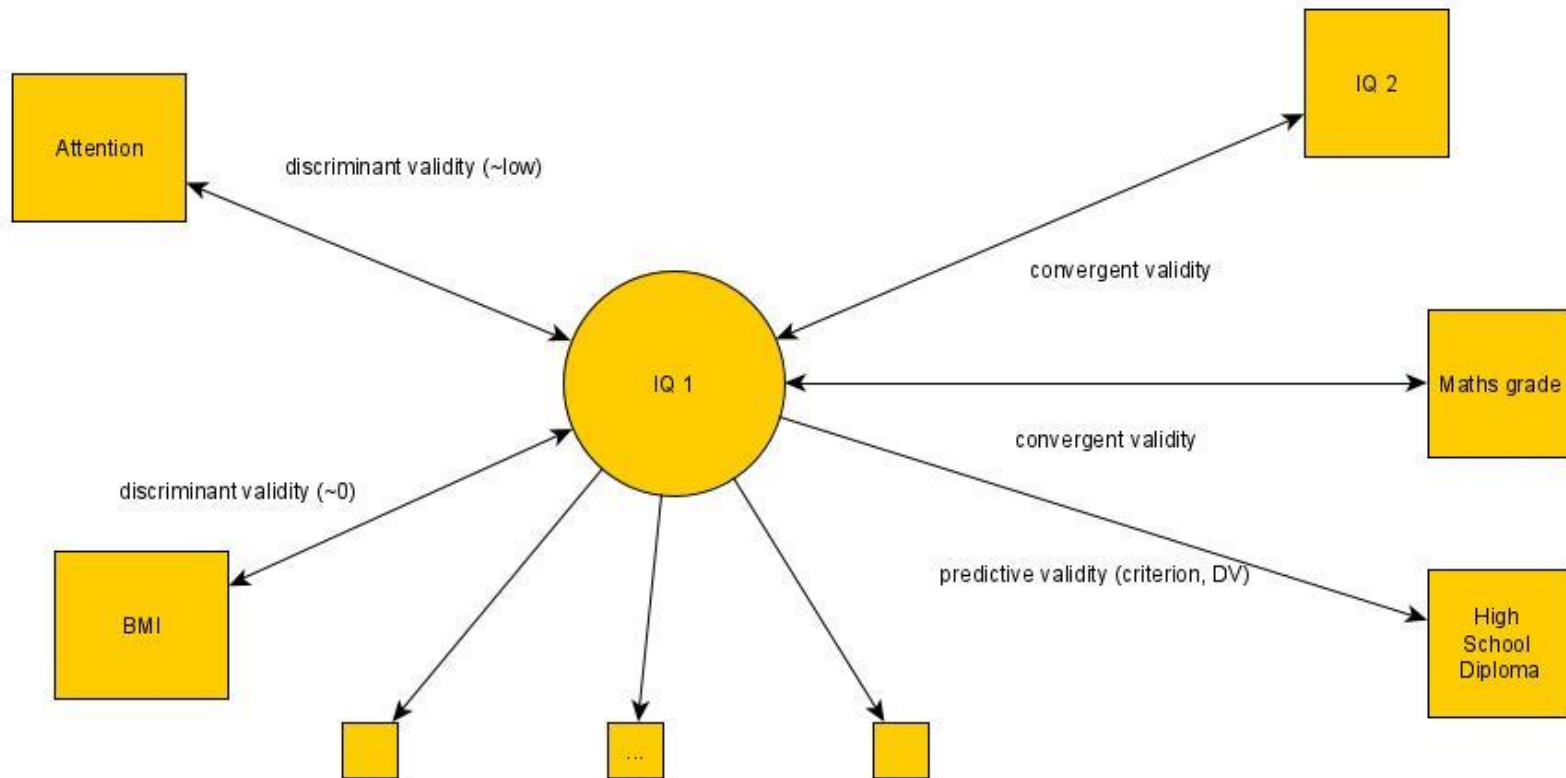 IQ 2
Attention
discriminant validity (~low)
convergent validity
IQ 1
Maths grade
convergent validity
discriminant validity (~0)
predictive validity (criterion, DV)
BMI
High
School
Diploma
...